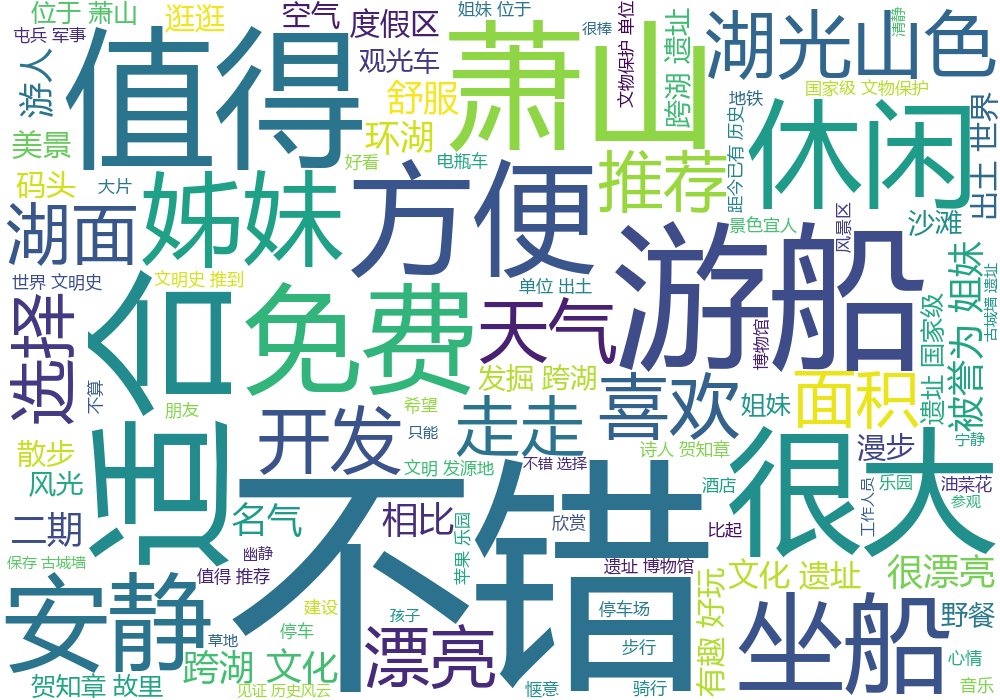 位于 萧山
逛逛
空气
度假区
姐妹 位于
很棒
文物保护 单位
跨湖 遗址
湖光山色
清静
屯兵 军事
值得
萧山
观光车
游人
舒服
国家级 文物保护
地铁
出土 世界
环湖
休闲
距今已有 历史
美景
好看
电瓶车
推荐
码头
大片
姊妹
方便
湖面
风景区
沙滩
景色宜人
游船
世界 文明史
文明史 推到
单位 出土
被誉为 姐妹
古城墙 遗址
选择
适合
免费
天气
博物馆
遗址 国家级
不算
发掘 跨湖
喜欢
面积
朋友
希望
开发
走走
姐妹
只能
散步
文明 发源地
不错 选择
诗人 贺知章
很大
漫步
宁静
风光
不错
酒店
工作人员
乐园
油菜花
参观
二期
名气
相比
苹果 乐园
欣赏
比起
幽静
保存 古城墙
值得 推荐
遗址 博物馆
文化 遗址
很漂亮
安静
建设
孩子
停车场
有趣 好玩
坐船
野餐
草地
停车
漂亮
步行
跨湖 文化
心情
贺知章 故里
见证 历史风云
惬意
骑行
音乐